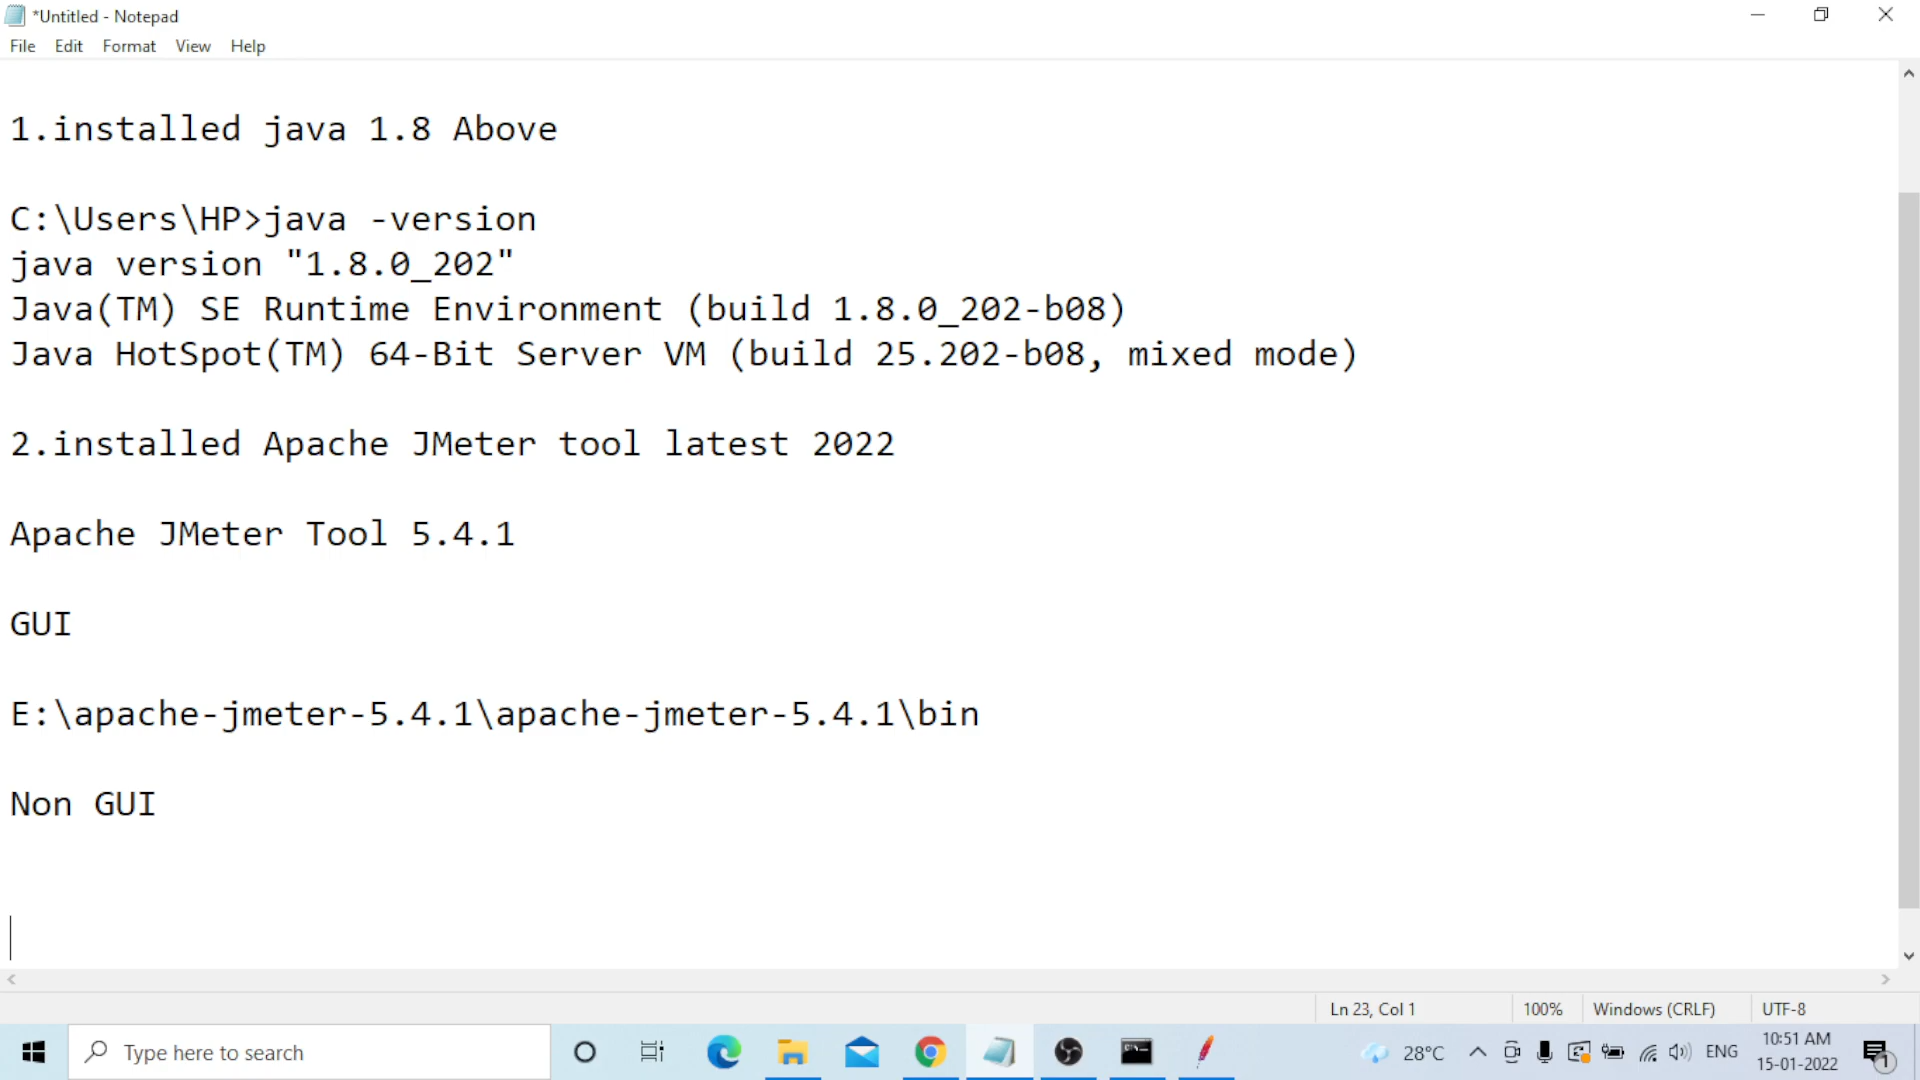 *Untitled - Notepad
File Edit Format View Help
1.installed java 1.8 Above
C:\Users\HP>java -version
java version "1.8.0_202"
Java(TM) SE Runtime Environment (build 1.8.0_202-b08)
Java HotSpot(TM) 64-Bit Server VM (build 25.202-b08, mixed mode)
2.installed Apache JMeter tool latest 2022
Apache JMeter Tool 5.4.1
GUI
E:\apache-jmeter-5.4.1\apache-jmeter-5.4.1\bin
Non GUI
Ln 23, Col 1 100% Windows (CRLF) UTF-8
Type here to search 28°C ENG 10:51 AM
15-01-2022 1